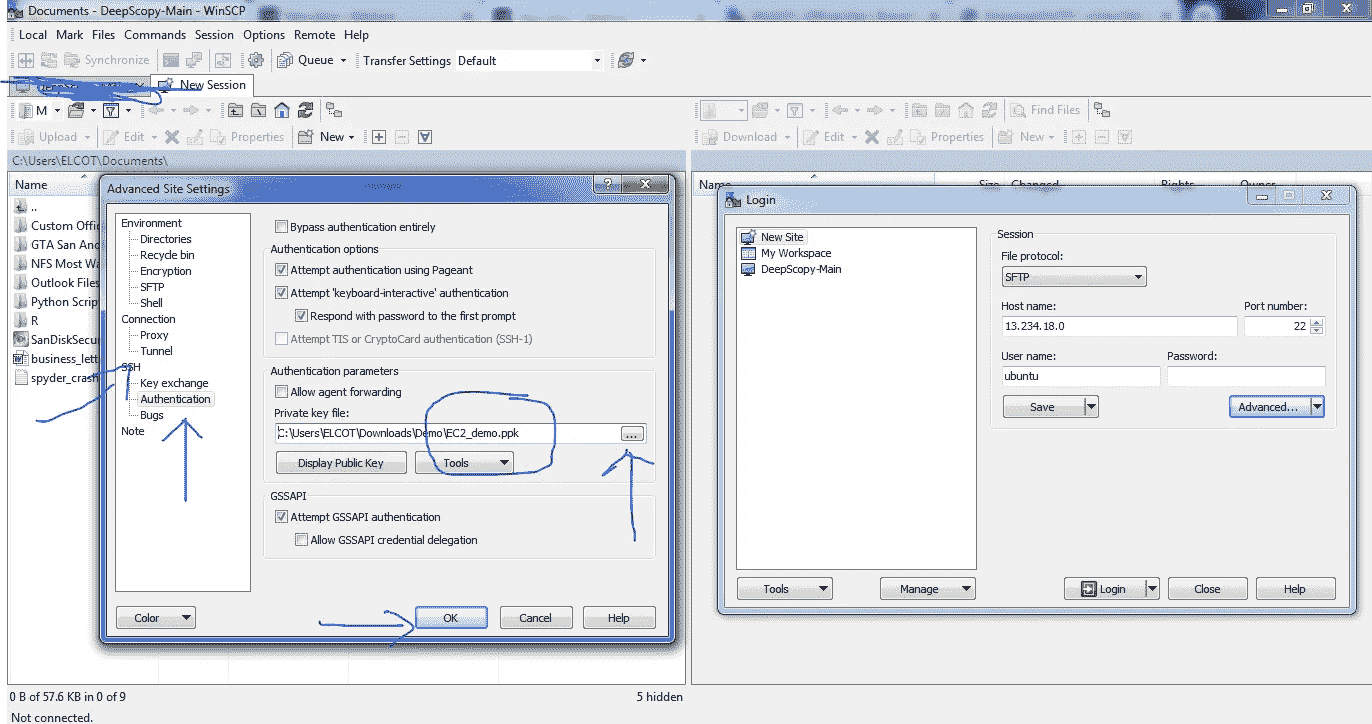 Documents - DeepScopy-Main - WinSCP
Local Mark Files Commands Session Options Remote Help
Synchronize Queue Transfer Settings Default
New Session
M Find Files
Upload Edit Properties New Download Edit Properties New
C:\Users\ELCOT\Documents\
Name
..
Custom Offi
GTA San And
NFS Most Wa
Outlook Files
Python Scrip
R
SanDiskSecu
business_lett
spyder_crash
Advanced Site Settings
Environment
Directories
Recycle bin
Encryption
SFTP
Shell
Connection
Proxy
Tunnel
SSH
Key exchange
Authentication
Bugs
Note
Bypass authentication entirely
Authentication options
Attempt authentication using Pageant
Attempt 'keyboard-interactive' authentication
Respond with password to the first prompt
Attempt TIS or CryptoCard authentication (SSH-1)
Authentication parameters
Allow agent forwarding
Private key file:
C:\Users\ELCOT\Downloads\Demo\EC2_demo.ppk ...
Display Public Key Tools
GSSAPI
Attempt GSSAPI authentication
Allow GSSAPI credential delegation
Color OK Cancel Help
Name Size Changed Rights Owner
Login
New Site
My Workspace
DeepScopy-Main
Session
File protocol:
SFTP
Host name: Port number:
13.234.18.0 22
User name: Password:
ubuntu
Save Advanced...
Tools Manage Login Close Help
0 B of 57.6 KB in 0 of 9 5 hidden
Not connected.